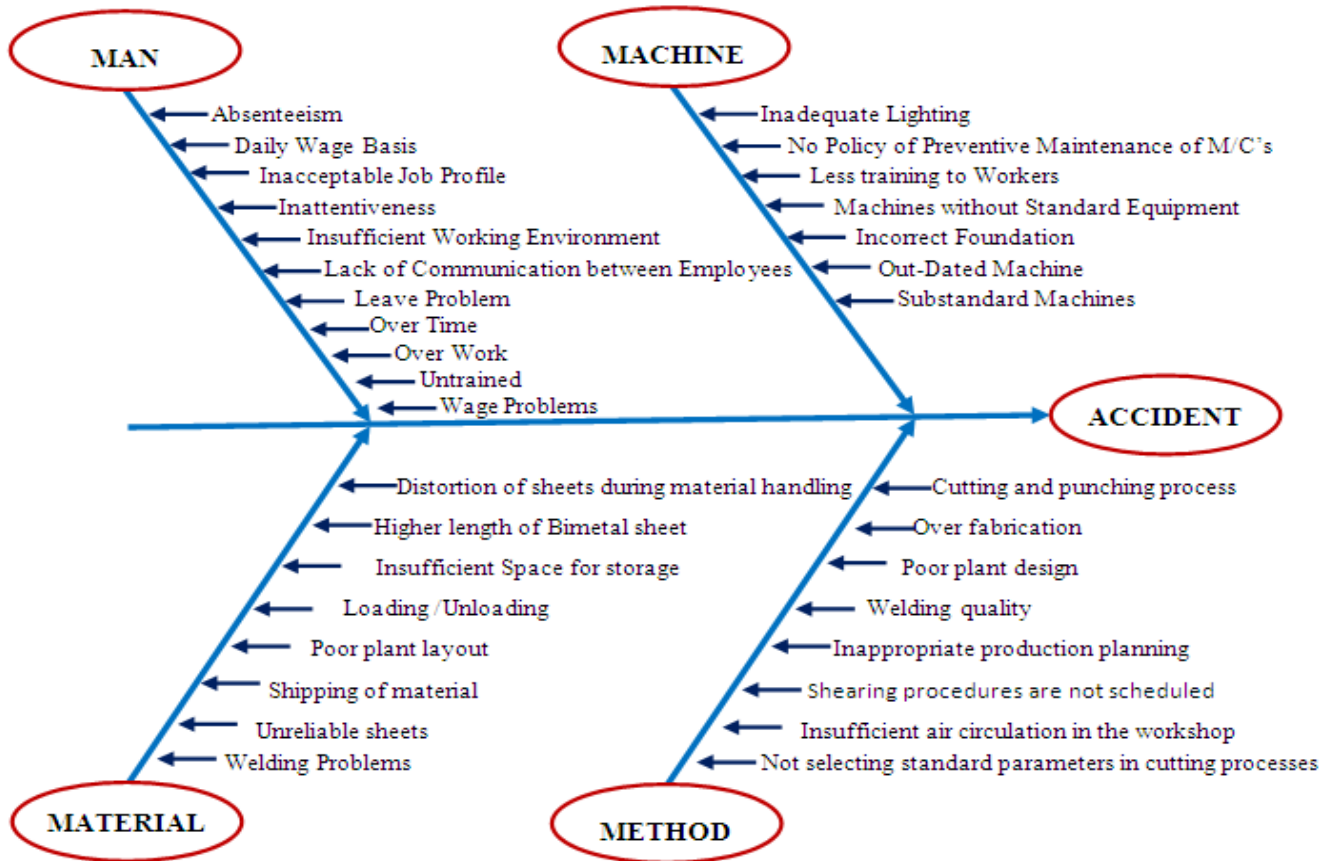 MAN
Absenteeism
Daily Wage Basis
Inacceptable Job Profile
Inattentiveness
Insufficient Working Environment
Lack of Communication between Employees
Leave Problem
Over Time
Over Work
Untrained
Wage Problems
MACHINE
Inadequate Lighting
No Policy of Preventive Maintenance of M/C's
Less training to Workers
Machines without Standard Equipment
Incorrect Foundation
Out-Dated Machine
Substandard Machines
ACCIDENT
Distortion of sheets during material handling
Higher length of Bimetal sheet
Insufficient Space for storage
Loading /Unloading
Poor plant layout
Shipping of material
Unreliable sheets
Welding Problems
MATERIAL
Cutting and punching process
Over fabrication
Poor plant design
Welding quality
Inappropriate production planning
Shearing procedures are not scheduled
Insufficient air circulation in the workshop
Not selecting standard parameters in cutting processes
METHOD